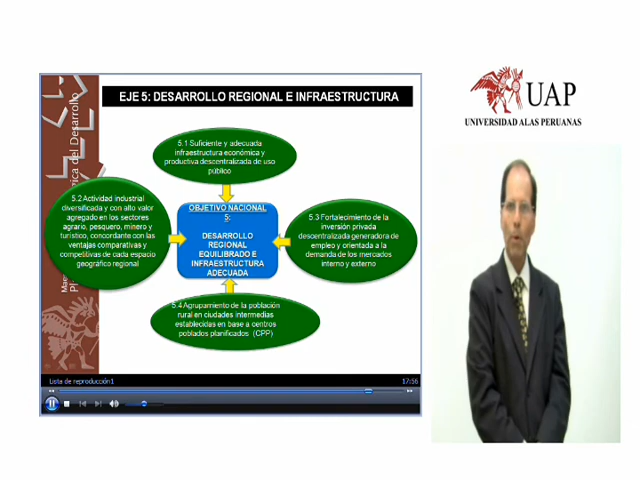 EJE 5: DESARROLLO REGIONAL E INFRAESTRUCTURA
5.1 Suficiente y adecuada
infraestructura económica y
productiva descentralizada de uso
público
5.2 Actividad industrial
diversificada y con alto valor
agregado en los sectores
agrario, pesquero, minero y
turístico, concordante con las
ventajas comparativas y
competitivas de cada espacio
geográfico regional
OBJETIVO NACIONAL
5:
DESARROLLO
REGIONAL
EQUILIBRADO E
INFRAESTRUCTURA
ADECUADA
5.3 Fortalecimiento de la
inversión privada
descentralizada generadora de
empleo y orientada a la
demanda de los mercados
interno y externo
5.4 Agrupamiento de la población
rural en ciudades intermedias
establecidas en base a centros
poblados planificados (CPP)
del Desarrollo
Lista de reproducción1
17:56
UAP
UNIVERSIDAD ALAS PERUANAS